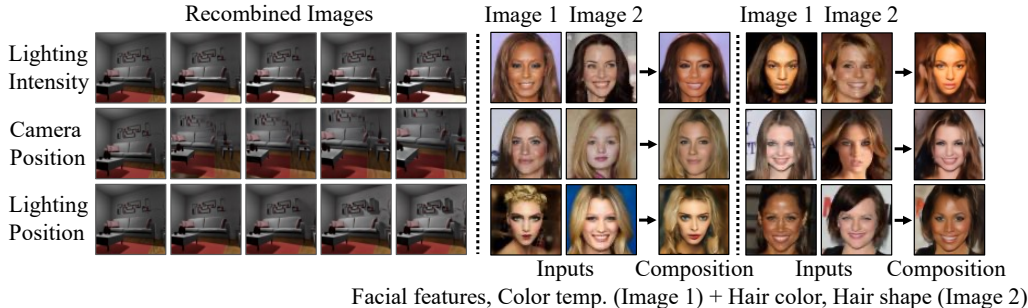 Recombined Images
Image 1 Image 2
Image 1 Image 2
Lighting
Intensity
Camera
Position
Lighting
Position
Inputs
Composition
Inputs
Composition
Facial features, Color temp. (Image 1) + Hair color, Hair shape (Image 2)